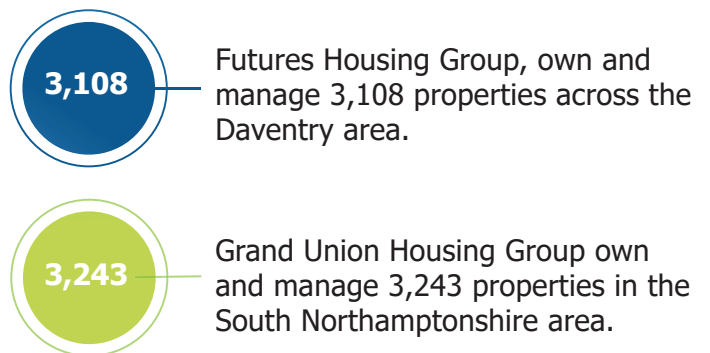 3,108
Futures Housing Group, own and
manage 3,108 properties across the
Daventry area.
3,243
Grand Union Housing Group own
and manage 3,243 properties in the
South Northamptonshire area.